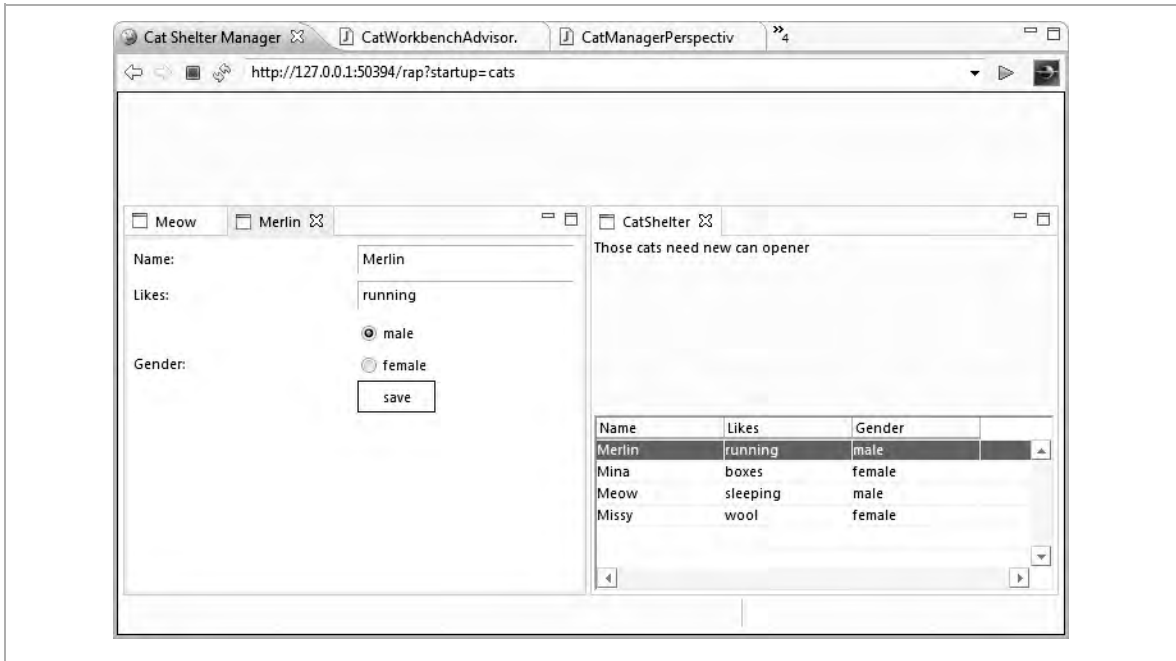 Cat Shelter Manager CatWorkbenchAdvisor. CatManagerPerspectiv »4
http://127.0.0.1:50394/rap?startup=cats
Meow Merlin
Name: Merlin
Likes: running
male
Gender: female
save
CatShelter
Those cats need new can opener
Name Likes Gender
Merlin running male
Mina boxes female
Meow sleeping male
Missy wool female